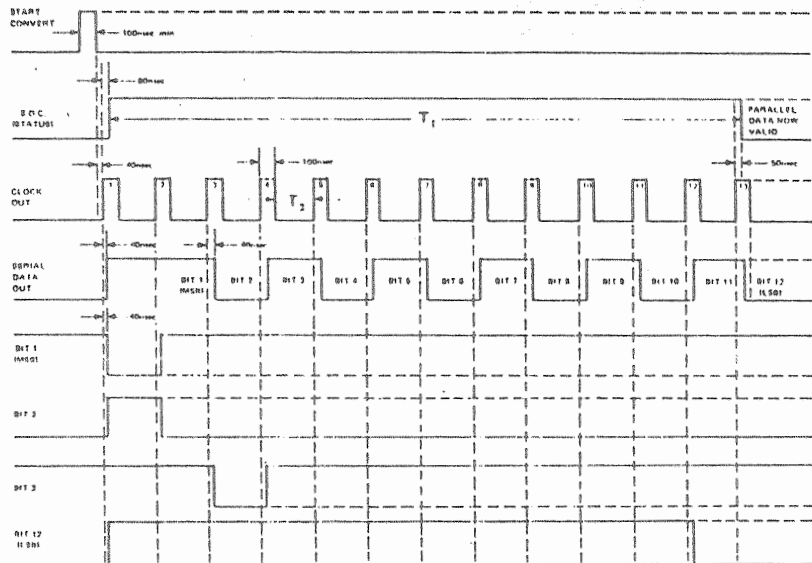 START
CONVERT
100nsec min
80nsec
E.O.C.
(STATUS)
T₁
PARALLEL
DATA NOW
VALID
40nsec
100nsec
50nsec
CLOCK
OUT
1 2 3 4 5 6 7 8 9 10 11 12 13
T₂
40nsec
SERIAL
DATA
OUT
BIT 1
(MSB)
BIT 2 BIT 3 BIT 4 BIT 5 BIT 6 BIT 7 BIT 8 BIT 9 BIT 10 BIT 11
BIT 12
(LSB)
40nsec
BIT 1
(MSB)
BIT 2
BIT 3
BIT 12
(LSB)